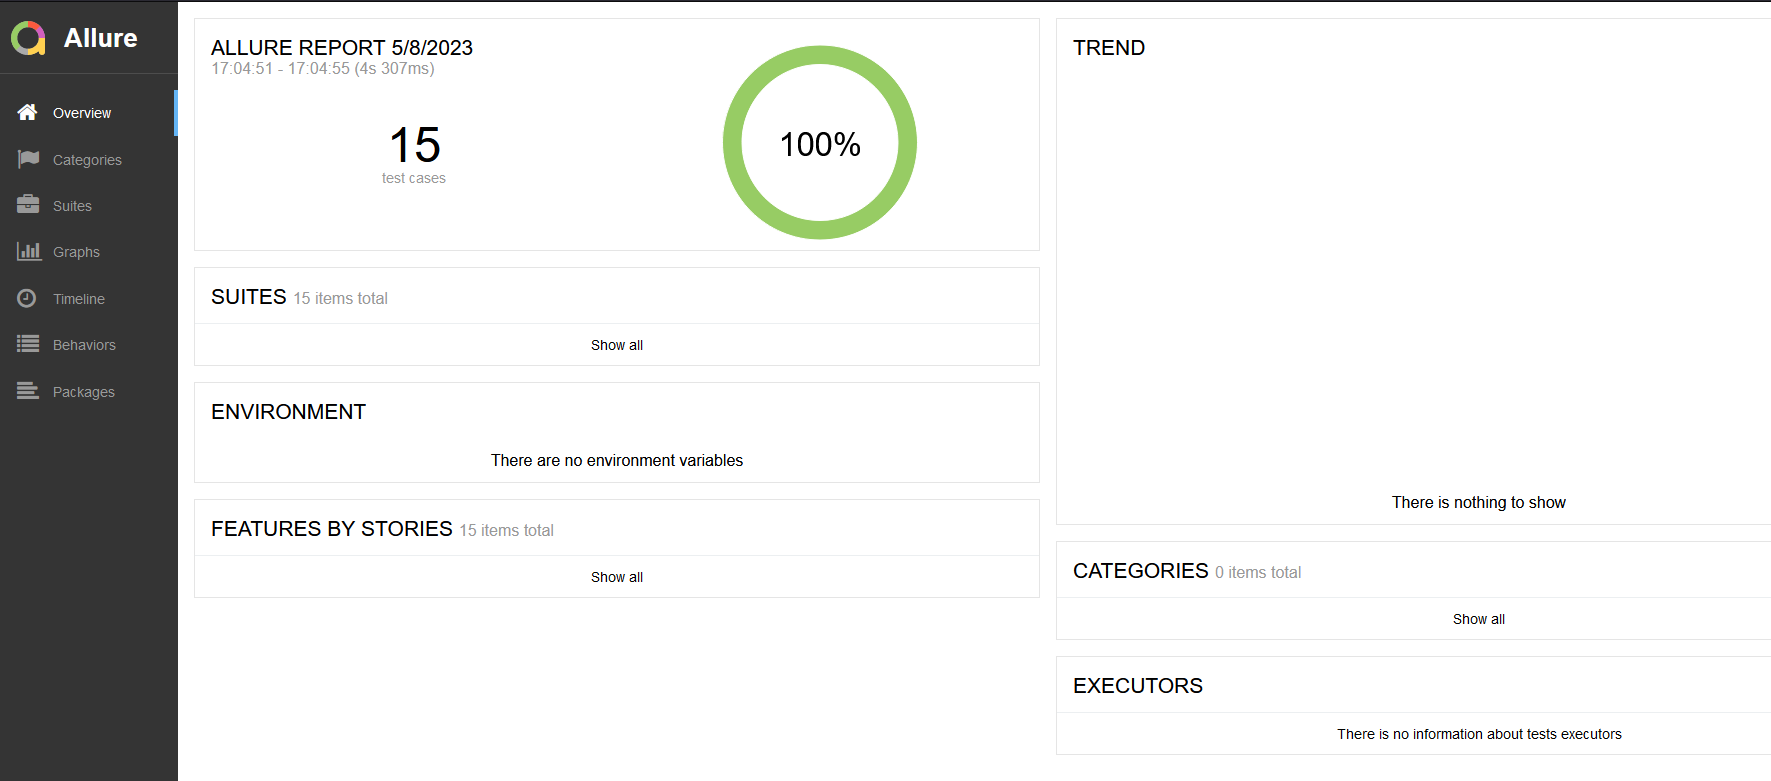 Allure
Overview
Categories
Suites
Graphs
Timeline
Behaviors
Packages
ALLURE REPORT 5/8/2023
17:04:51 - 17:04:55 (4s 307ms)
15
test cases
100%
SUITES 15 items total
Show all
ENVIRONMENT
There are no environment variables
FEATURES BY STORIES 15 items total
Show all
TREND
There is nothing to show
CATEGORIES 0 items total
Show all
EXECUTORS
There is no information about tests executors